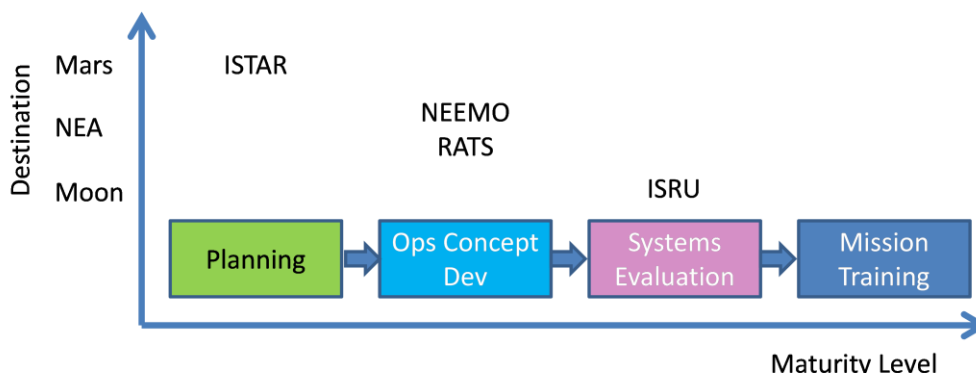 Destination
Mars
ISTAR
NEA
NEEMO
RATS
Moon
ISRU
Planning
Ops Concept
Dev
Systems
Evaluation
Mission
Training
Maturity Level